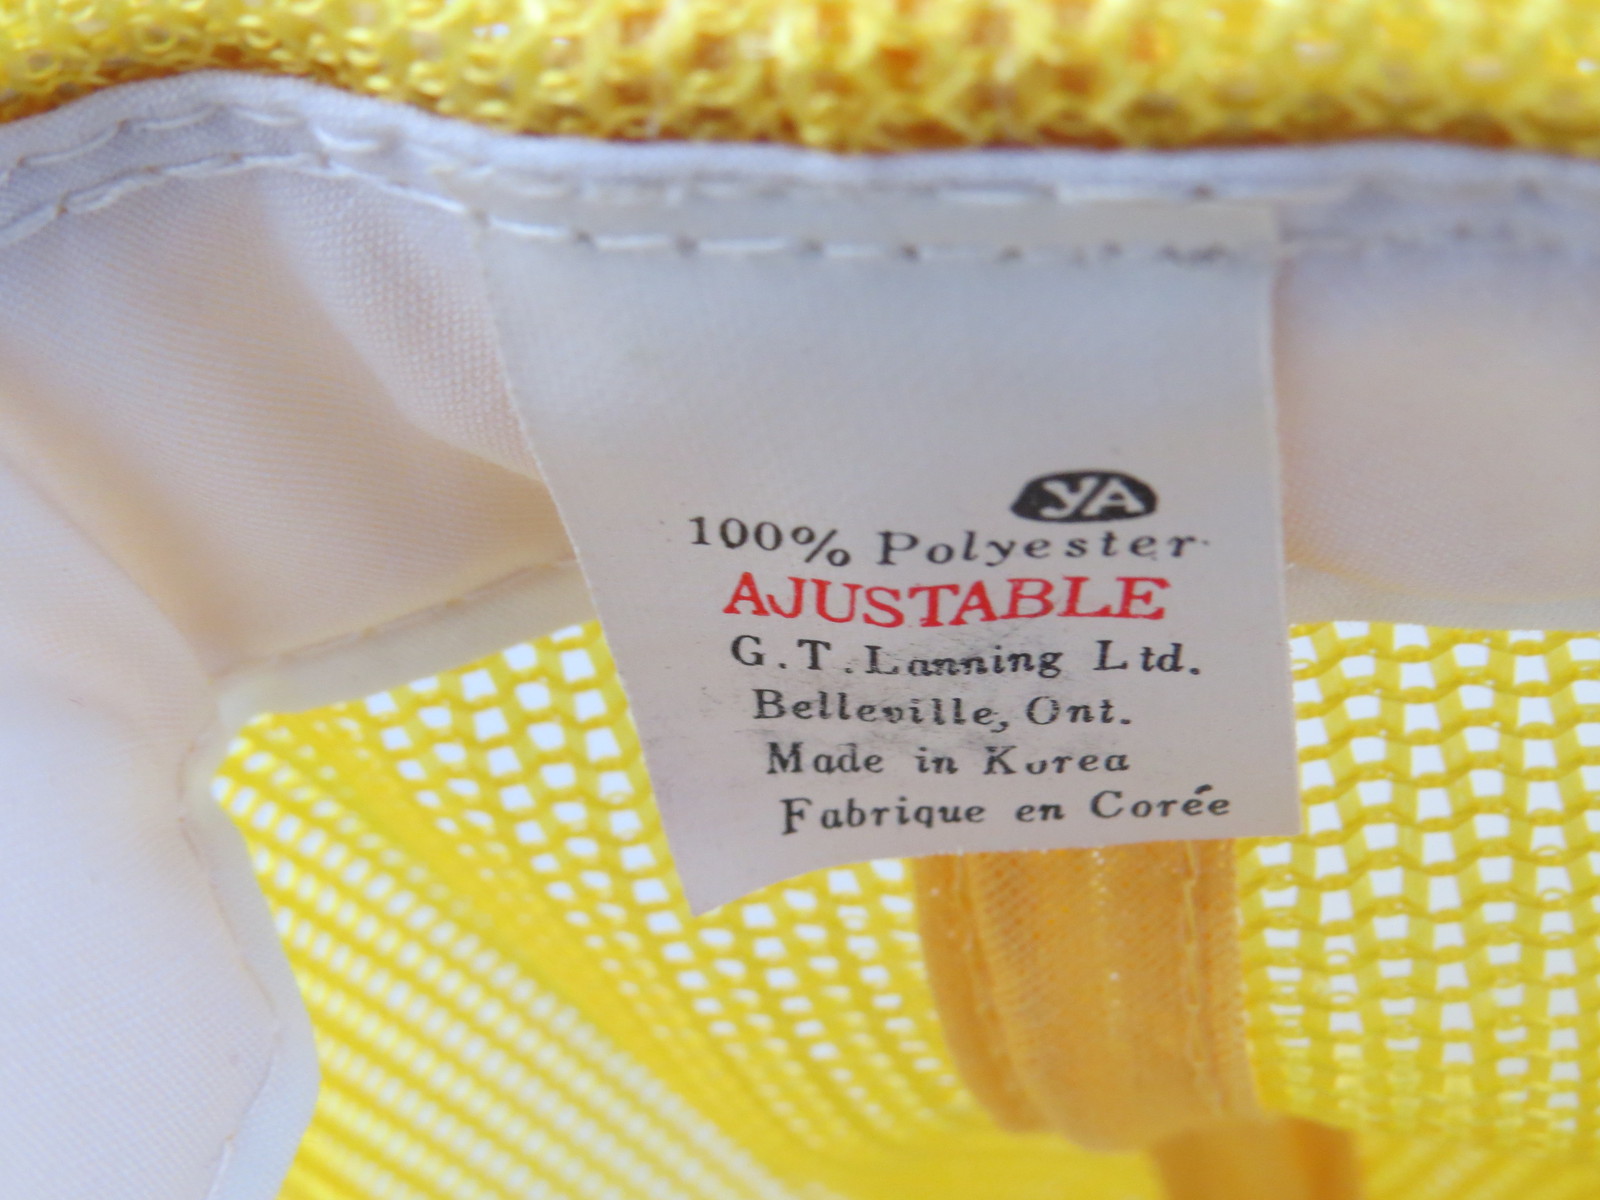 YA
100% Polyester
AJUSTABLE
G.T. Lanning Ltd.
Belleville, Ont.
Made in Korea
Fabrique en Corée